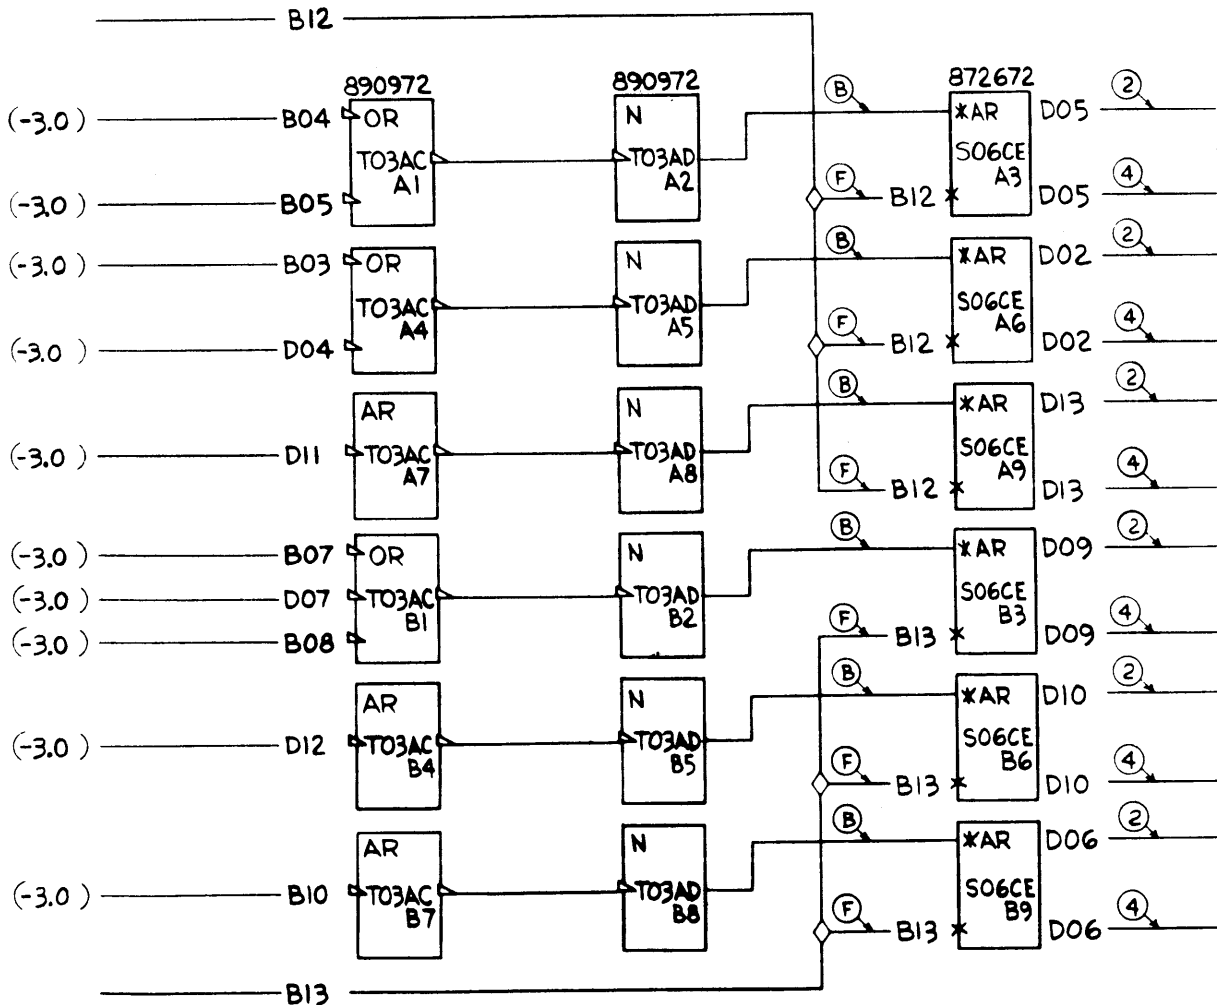 B12
890972 890972 872672
(-3.0) B04 OR N B *AR D05 2
T03AC T03AD S06CE
A1 A2 A3
(-3.0) B05 F B12 D05 4
(-3.0) B03 OR N B *AR D02 2
T03AC T03AD S06CE
A4 A5 A6
(-3.0) D04 F B12 D02 4
AR N B *AR D13 2
(-3.0) D11 T03AC T03AD S06CE
A7 A8 A9
F B12 D13 4
(-3.0) B07 OR N B *AR D09 2
(-3.0) D07 T03AC T03AD S06CE
B1 B2 B3
(-3.0) B08 F B13 D09 4
AR N B *AR D10 2
(-3.0) D12 T03AC T03AD S06CE
B4 B5 B6
F B13 D10 4
AR N B *AR D06 2
(-3.0) B10 T03AC T03AD S06CE
B7 B8 B9
F B13 D06 4
B13